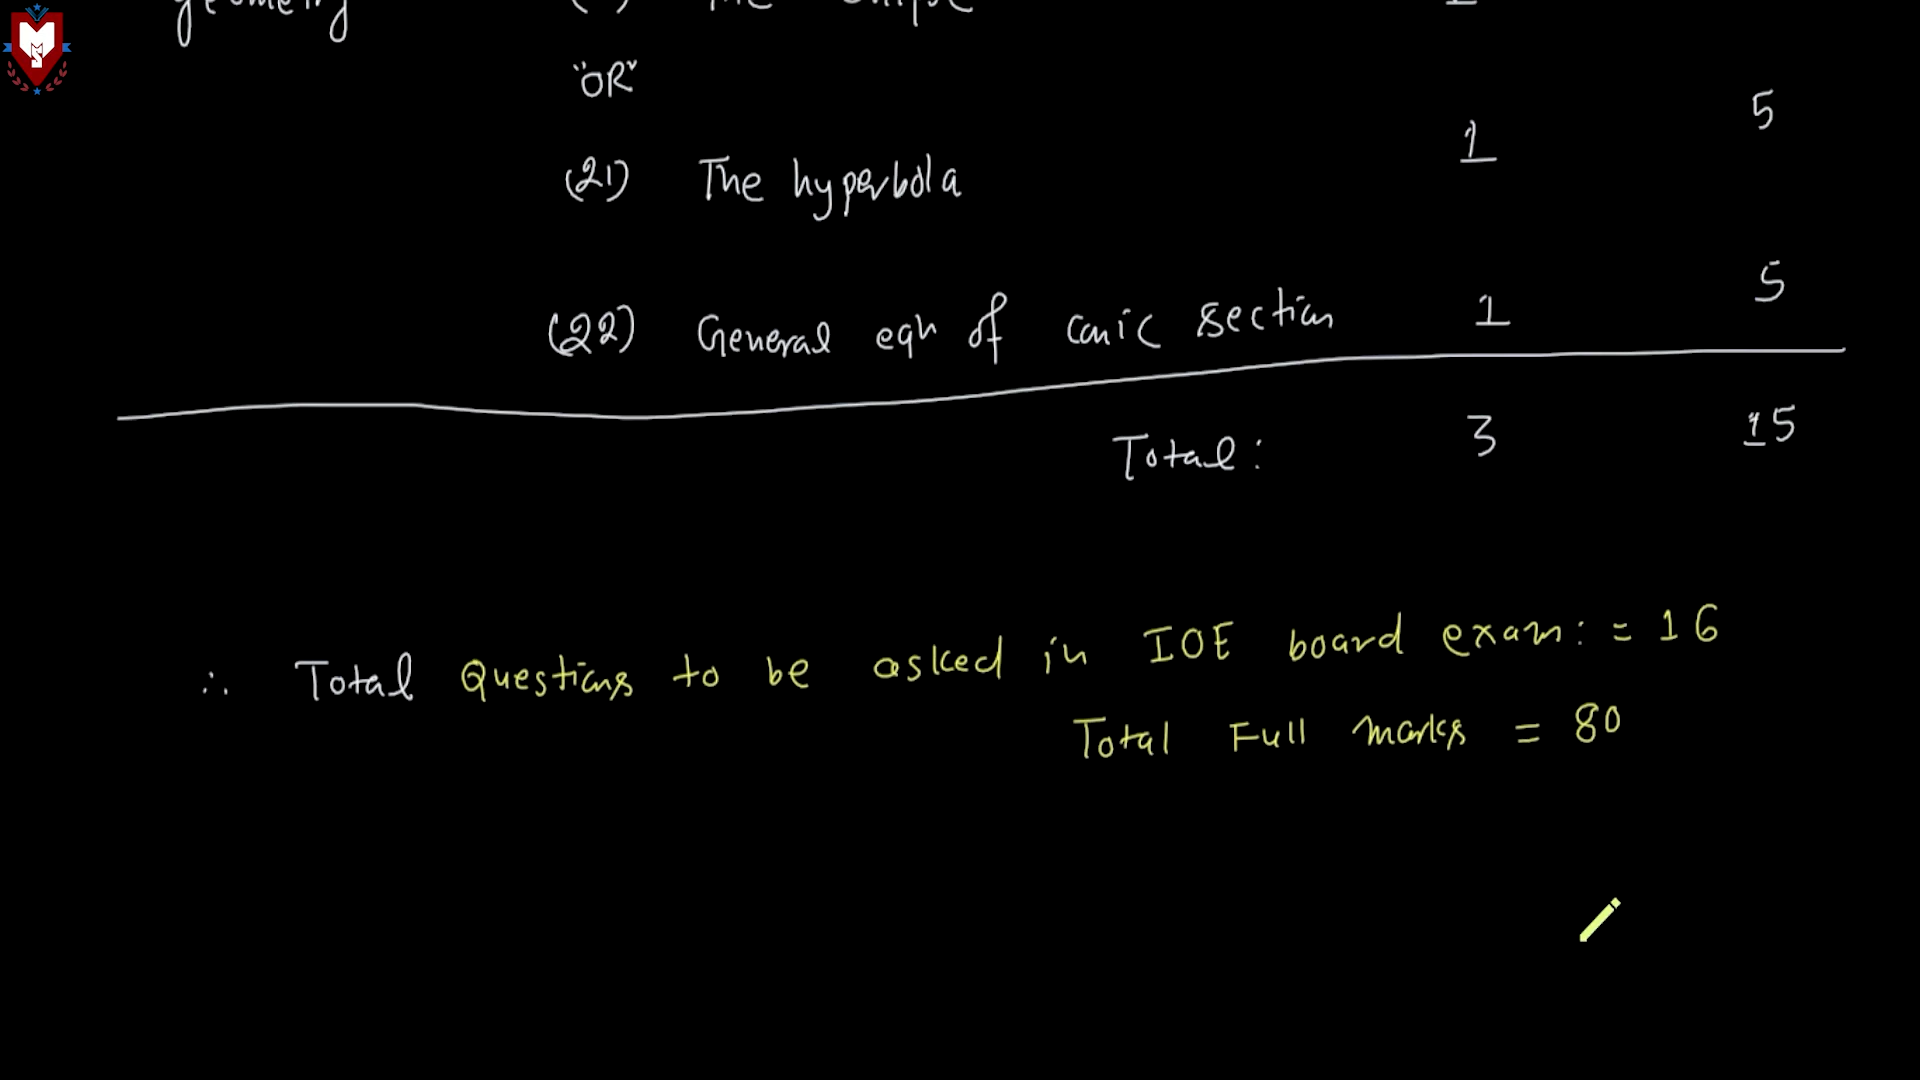 geometry
"OR"
1 5
(21) The hyperbola
(22) General eqn of conic section 1 5
Total: 3 15
∴ Total Questions to be asked in IOE board exam: = 16
Total Full marks = 80